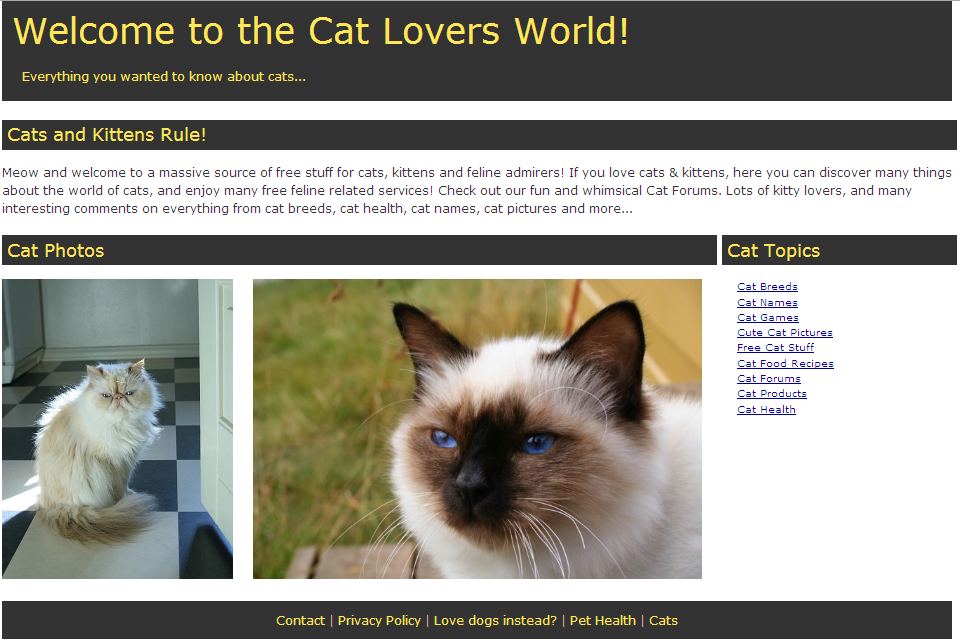 Welcome to the Cat Lovers World!
Everything you wanted to know about cats...
Cats and Kittens Rule!
Meow and welcome to a massive source of free stuff for cats, kittens and feline admirers! If you love cats & kittens, here you can discover many things
about the world of cats, and enjoy many free feline related services! Check out our fun and whimsical Cat Forums. Lots of kitty lovers, and many
interesting comments on everything from cat breeds, cat health, cat names, cat pictures and more...
Cat Photos
Cat Topics
Cat Breeds
Cat Names
Cat Games
Cute Cat Pictures
Free Cat Stuff
Cat Food Recipes
Cat Forums
Cat Products
Cat Health
Contact | Privacy Policy | Love dogs instead? | Pet Health | Cats